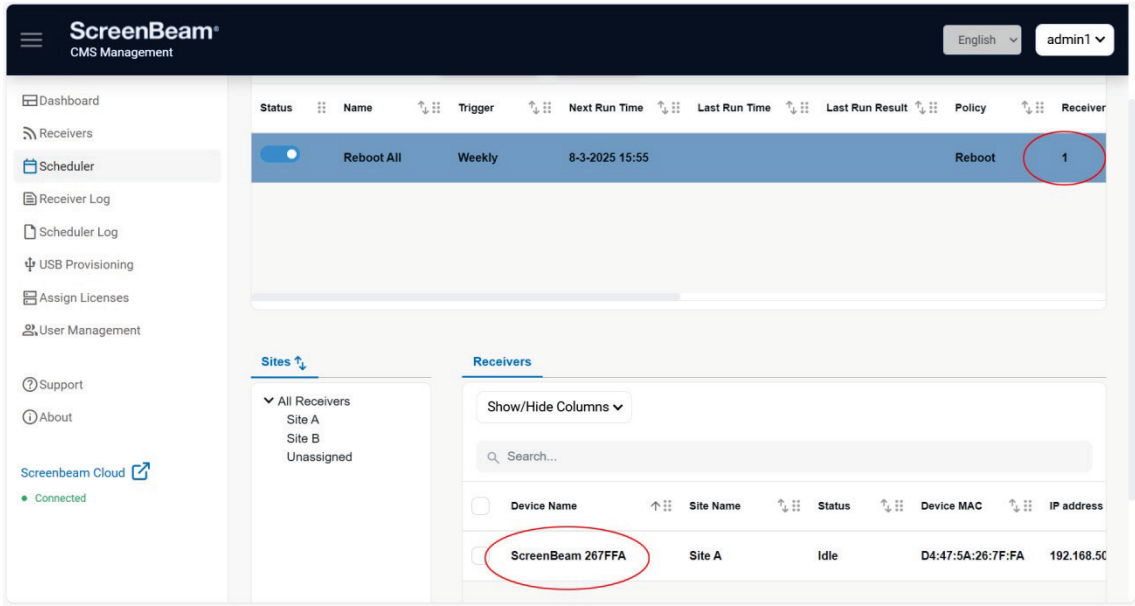 ScreenBeam®
CMS Management
English
admin1
Dashboard
Receivers
Scheduler
Receiver Log
Scheduler Log
USB Provisioning
Assign Licenses
User Management
Support
About
Screenbeam Cloud
Connected
Status Name Trigger Next Run Time Last Run Time Last Run Result Policy Receiver
Reboot All Weekly 8-3-2025 15:55 Reboot 1
Sites
All Receivers
Site A
Site B
Unassigned
Receivers
Show/Hide Columns
Search...
Device Name Site Name Status Device MAC IP address
ScreenBeam 267FFA Site A Idle D4:47:5A:26:7F:FA 192.168.50